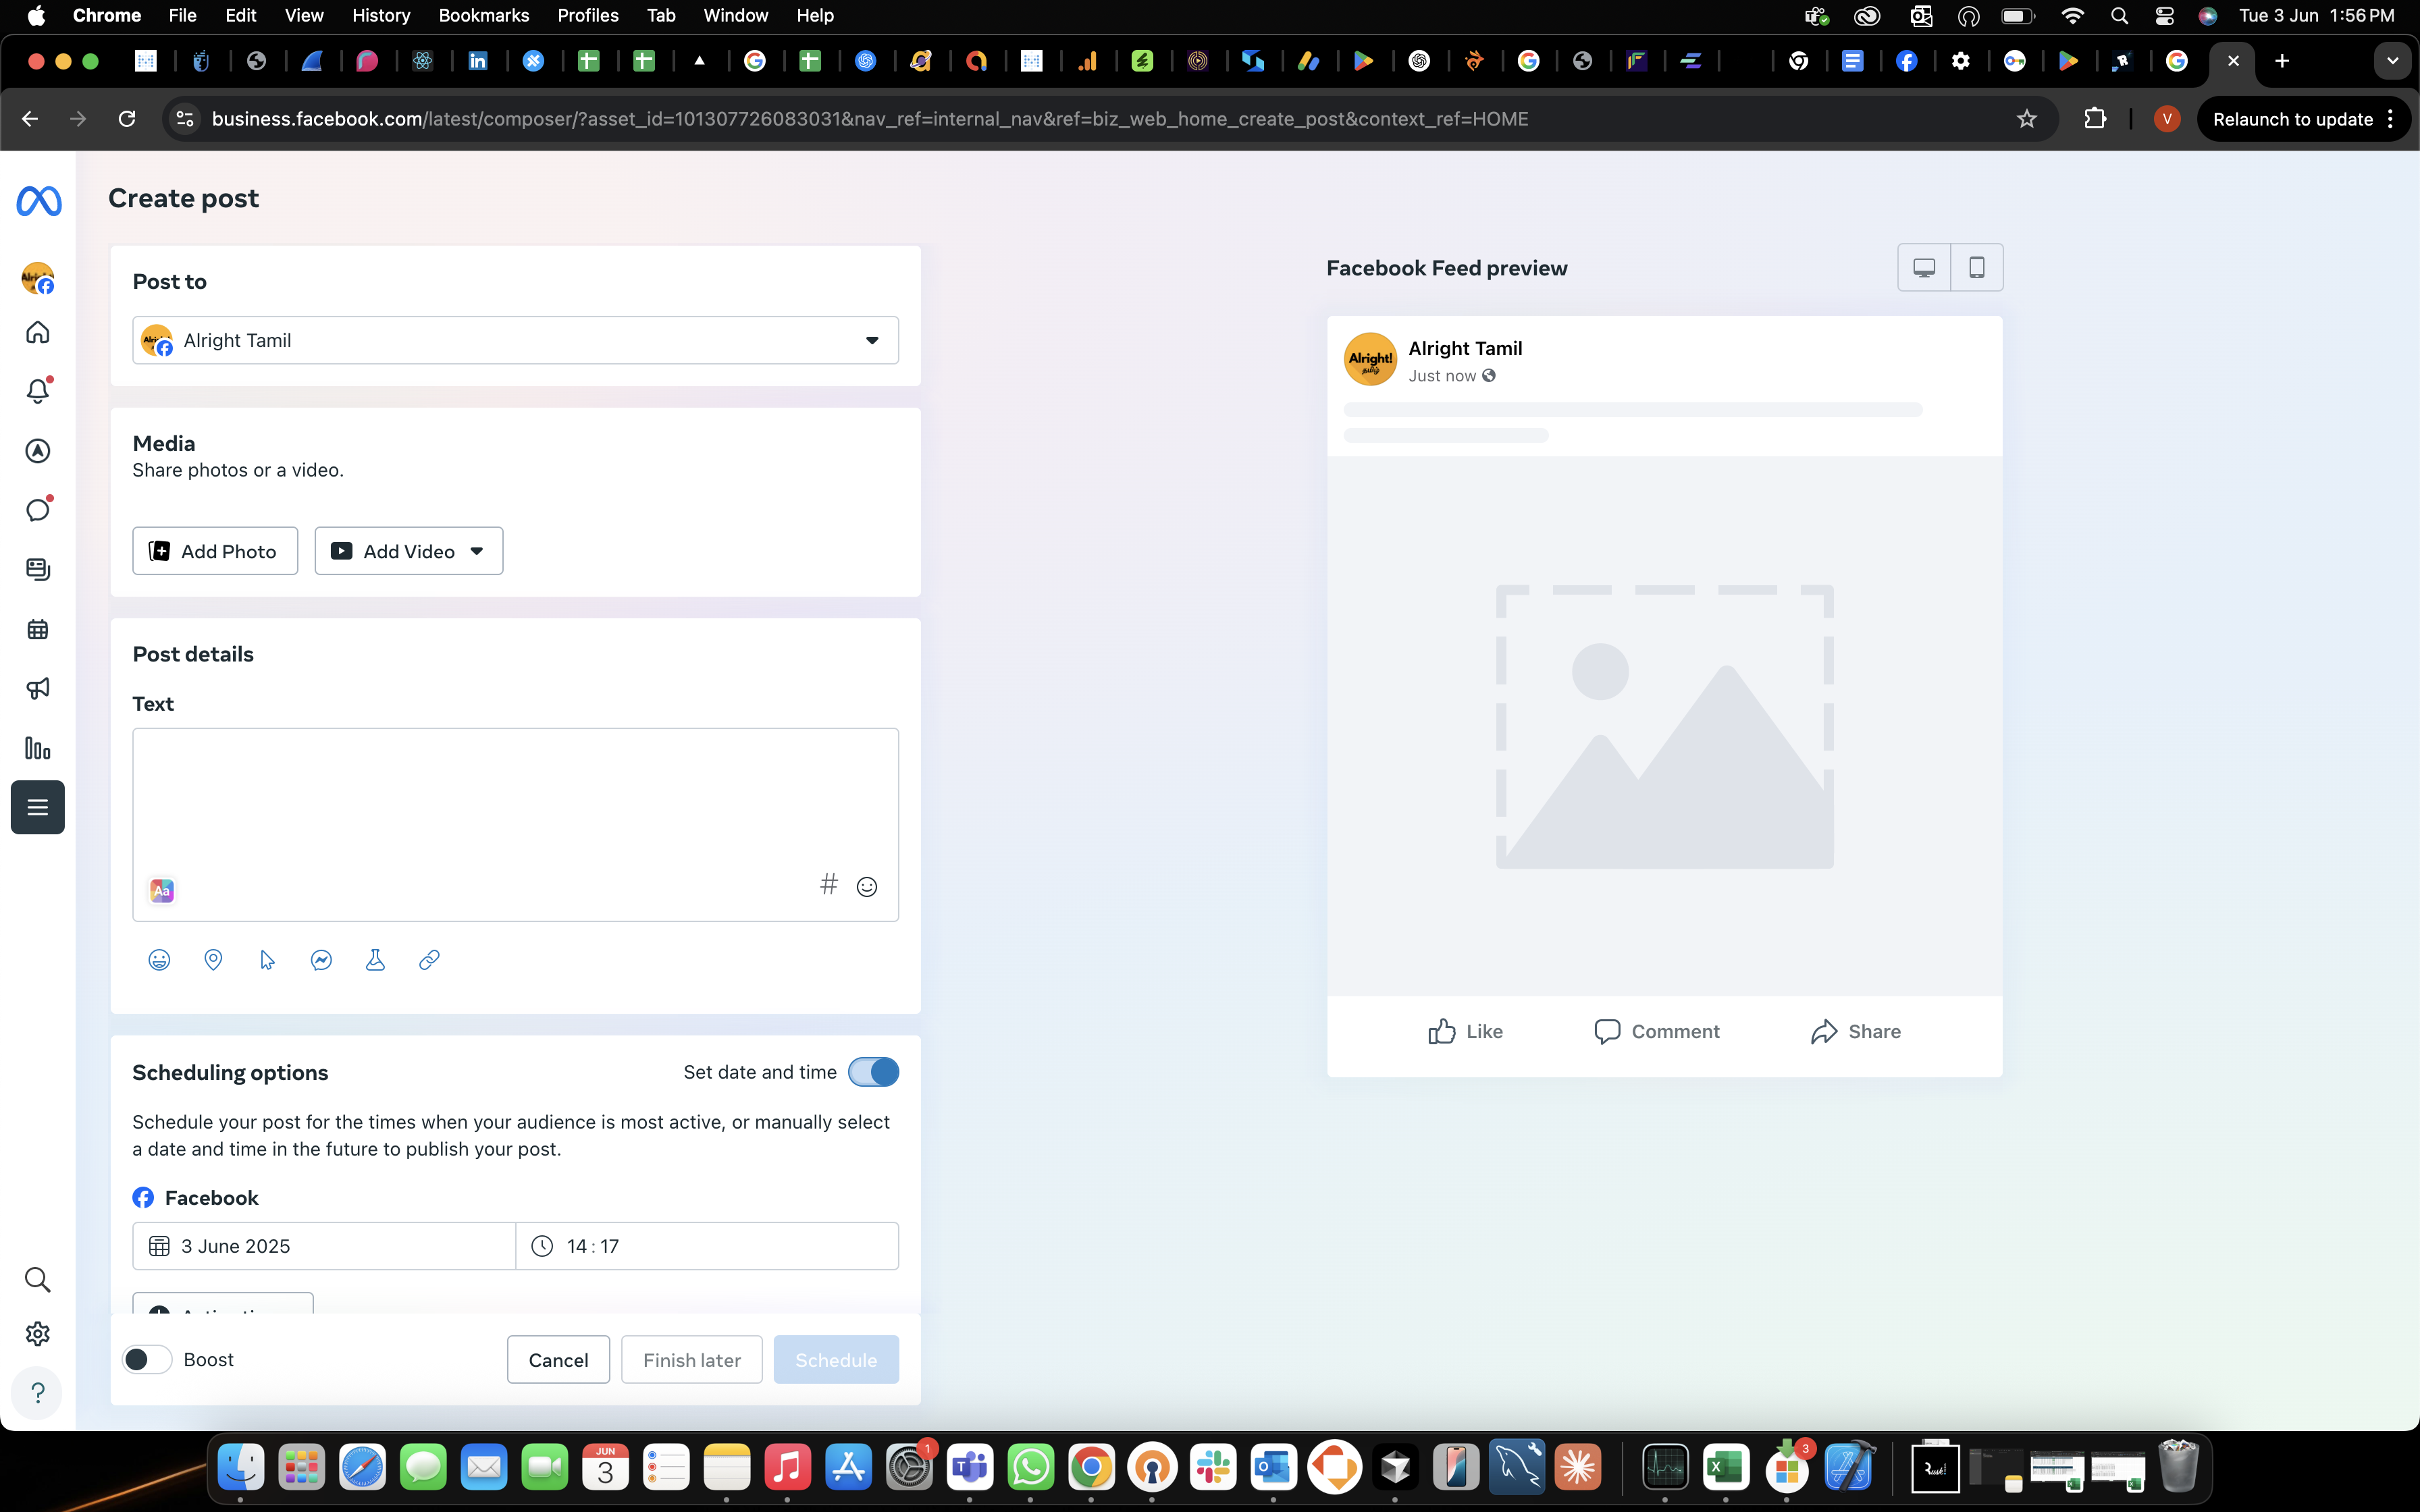 Chrome File Edit View History Bookmarks Profiles Tab Window Help
Tue 3 Jun 1:56 PM
business.facebook.com/latest/composer/?asset_id=101307726083031&nav_ref=internal_nav&ref=biz_web_home_create_post&context_ref=HOME
V
Relaunch to update
Create post
Post to
Alright Tamil
Media
Share photos or a video.
Add Photo
Add Video
Post details
Text
Aa
#
Scheduling options
Set date and time
Schedule your post for the times when your audience is most active, or manually select
a date and time in the future to publish your post.
Facebook
3 June 2025
14 : 17
Boost
Cancel
Finish later
Schedule
?
Facebook Feed preview
Alright!
தமிழ்
Alright Tamil
Just now
Like
Comment
Share
JUN
3
1
3